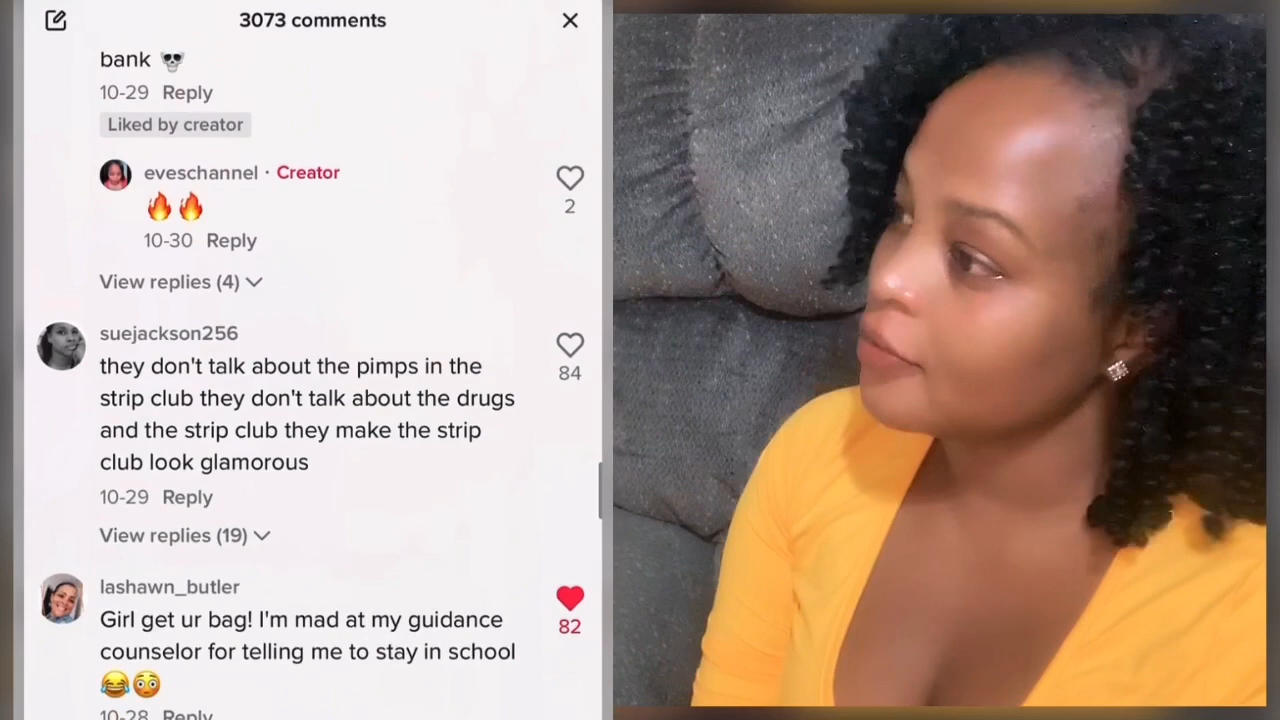 3073 comments
bank 💀
10-29 Reply
Liked by creator
eveschannel · Creator
🔥🔥
2
10-30 Reply
View replies (4)
suejackson256
they don't talk about the pimps in the
strip club they don't talk about the drugs
and the strip club they make the strip
club look glamorous
84
10-29 Reply
View replies (19)
lashawn_butler
Girl get ur bag! I'm mad at my guidance
counselor for telling me to stay in school
😂😳
82
10-28 Reply